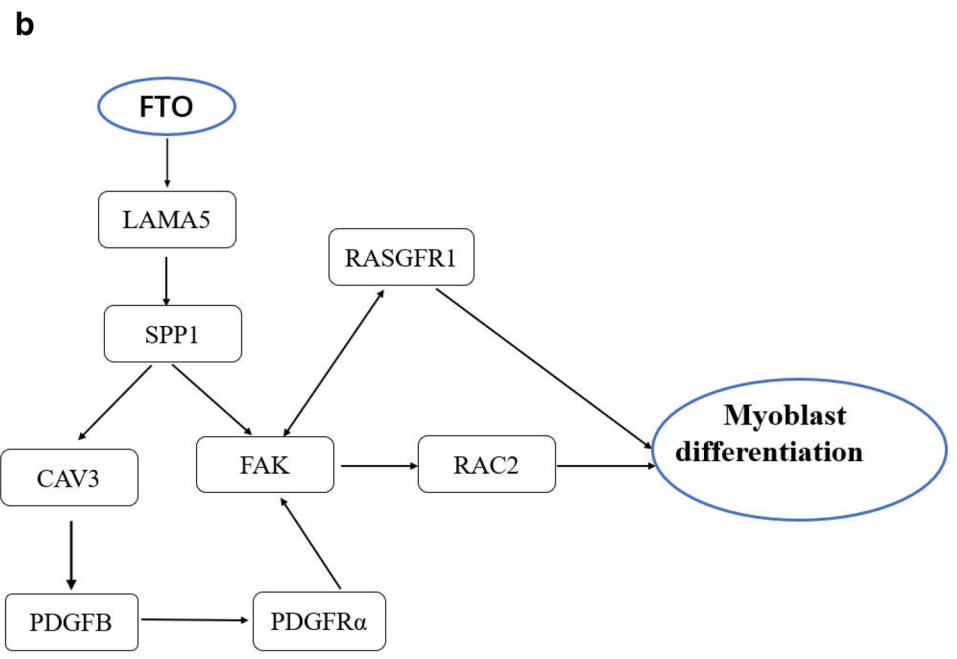 b
FTO
LAMA5
RASGFR1
SPP1
Myoblast
differentiation
CAV3
FAK
RAC2
PDGFB
PDGFRα